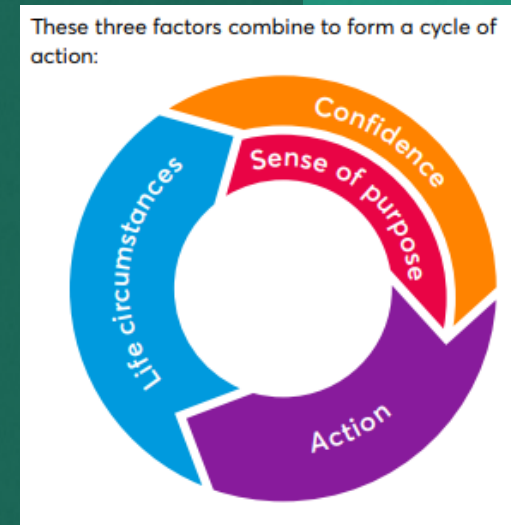 These three factors combine to form a cycle of
action:
Confidence
Sense of purpose
Life circumstances
Action